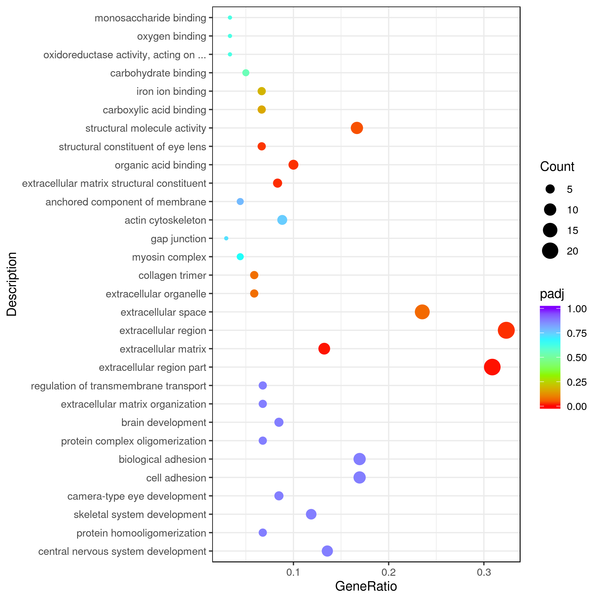 monosaccharide binding
oxygen binding
oxidoreductase activity, acting on ...
carbohydrate binding
iron ion binding
carboxylic acid binding
structural molecule activity
structural constituent of eye lens
organic acid binding
extracellular matrix structural constituent
anchored component of membrane
actin cytoskeleton
gap junction
myosin complex
collagen trimer
extracellular organelle
extracellular space
extracellular region
extracellular matrix
extracellular region part
regulation of transmembrane transport
extracellular matrix organization
brain development
protein complex oligomerization
biological adhesion
cell adhesion
camera-type eye development
skeletal system development
protein homooligomerization
central nervous system development
Description
0.1 0.2 0.3
GeneRatio
Count
5
10
15
20
padj
1.00
0.75
0.50
0.25
0.00